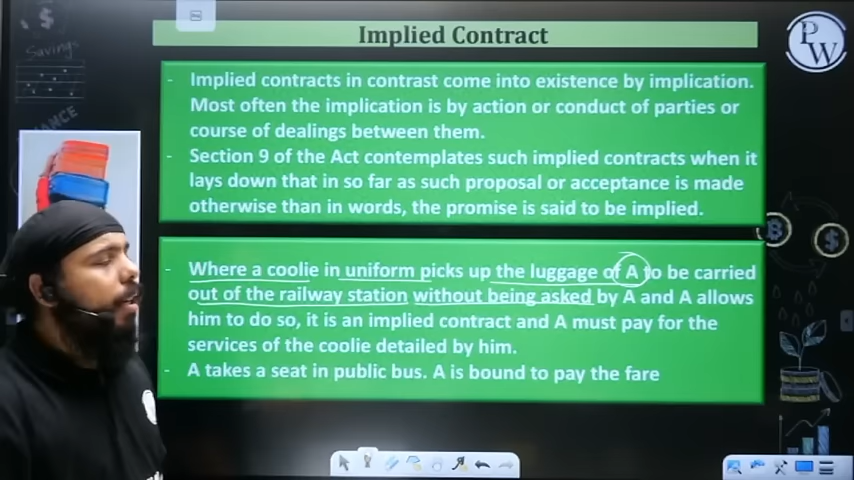 Implied Contract
PW
Saving
- Implied contracts in contrast come into existence by implication.
Most often the implication is by action or conduct of parties or
course of dealings between them.
- Section 9 of the Act contemplates such implied contracts when it
lays down that in so far as such proposal or acceptance is made
otherwise than in words, the promise is said to be implied.
- Where a coolie in uniform picks up the luggage of A to be carried
out of the railway station without being asked by A and A allows
him to do so, it is an implied contract and A must pay for the
services of the coolie detailed by him.
- A takes a seat in public bus. A is bound to pay the fare